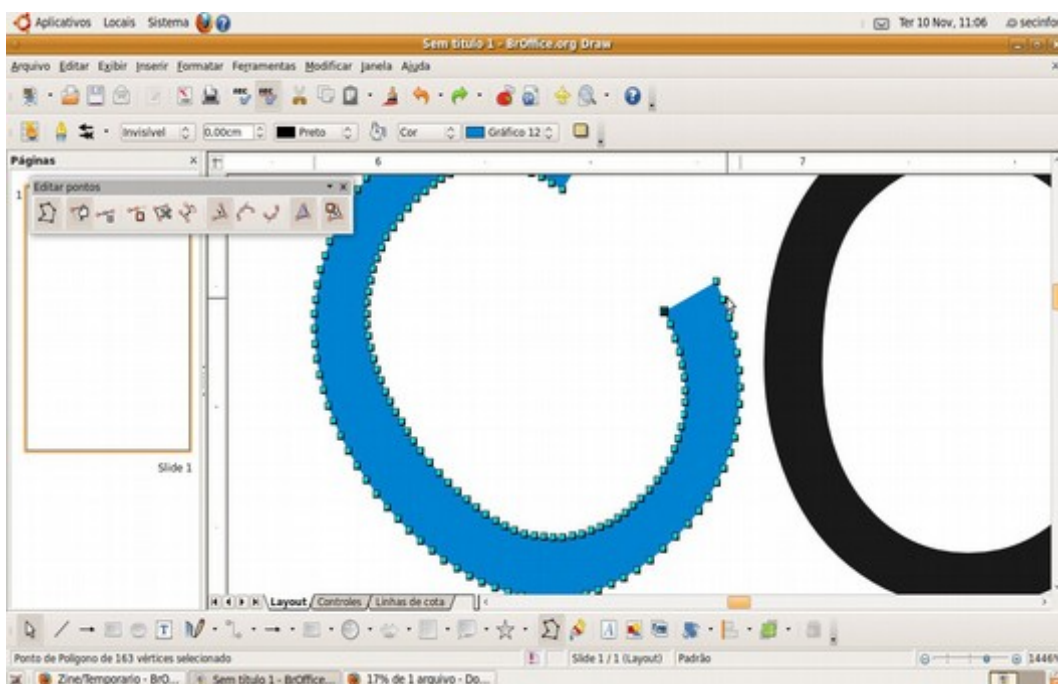 Aplicativos Locais Sistema Ter 10 Nov, 11:06 secinfo
Sem título 1 - BrOffice.org Draw
Arquivo Editar Exibir Inserir Formatar Ferramentas Modificar Janela Ajuda
Invisível 0,00cm Preto Cor Gráfico 12
Páginas
6 7
Editar pontos
1
Slide 1
Layout Controles Linhas de cota
Ponto de Polígono de 163 vértices selecionado Slide 1 / 1 (Layout) Padrão 1446%
Zine/Temporario - BrO... Sem título 1 - BrOffice... 17% de 1 arquivo - Do...